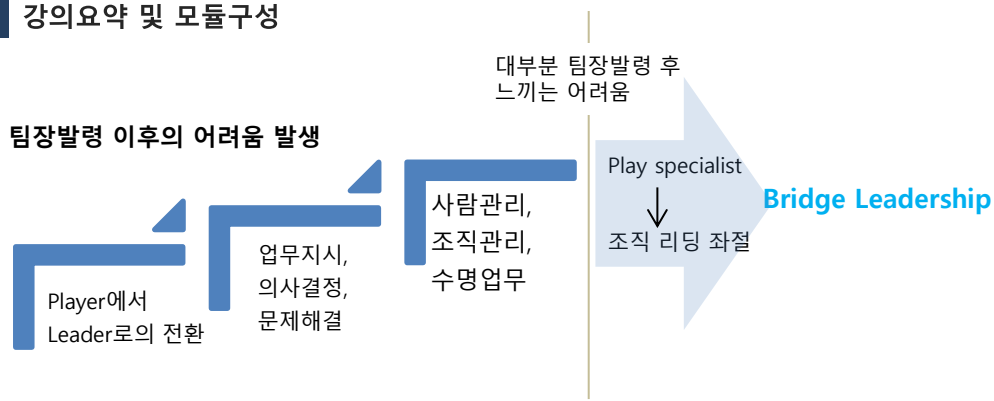 강의요약 및 모듈구성
대부분 팀장발령 후
느끼는 어려움
팀장발령 이후의 어려움 발생
Player에서
Leader로의 전환
업무지시,
의사결정,
문제해결
사람관리,
조직관리,
수명업무
Play specialist
조직 리딩 좌절
Bridge Leadership